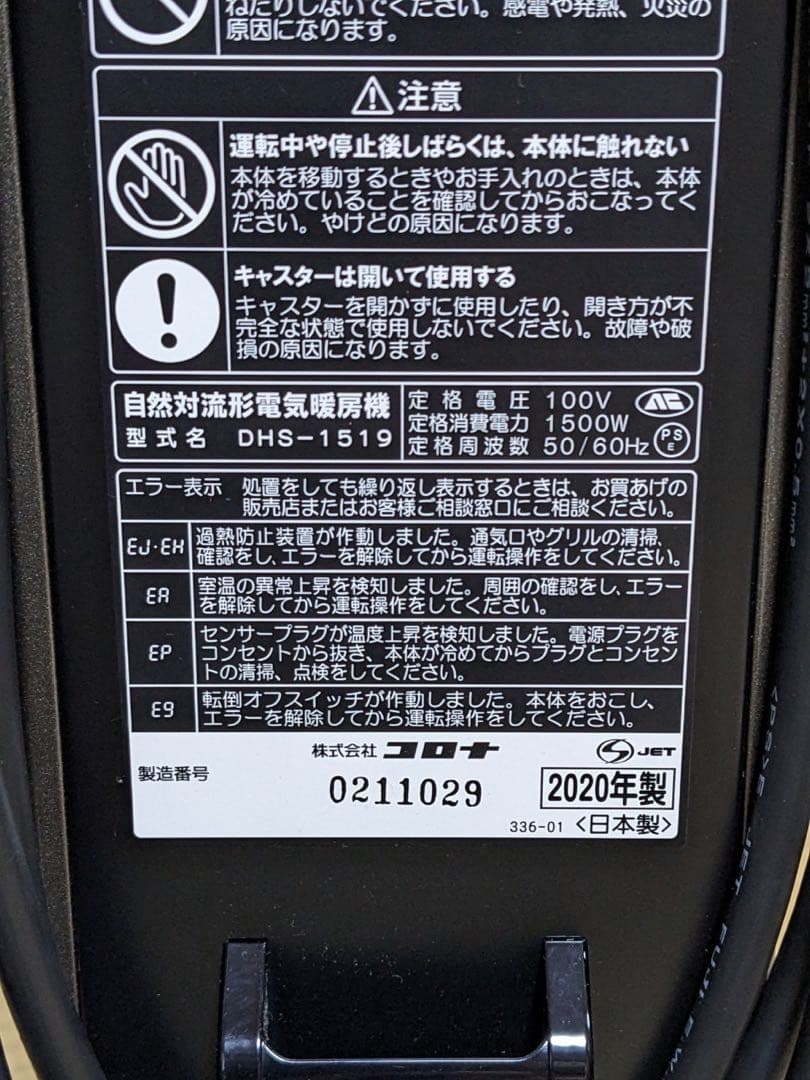 ねたりしないでください。感電や発熱、火災の
原因になります。
注意
運転中や停止後しばらくは、本体に触れない
本体を移動するときやお手入れのときは、本体
が冷めていることを確認してからおこなってく
ださい。やけどの原因になります。
キャスターは開いて使用する
キャスターを開かずに使用したり、開き方が不
完全な状態で使用しないでください。故障や破
損の原因になります。
自然対流形電気暖房機
型式名 DHS-1519
定格電圧 100V
定格消費電力 1500W
定格周波数 50/60Hz
PS
E
エラー表示 処置をしても繰り返し表示するときは、お買あげの
販売店またはお客様ご相談窓口にご相談ください。
EJ・EH 過熱防止装置が作動しました。通気口やグリルの清掃、
確認をし、エラーを解除してから運転操作をしてください。
EA 室温の異常上昇を検知しました。周囲の確認をし、エラー
を解除してから運転操作をしてください。
EP センサープラグが温度上昇を検知しました。電源プラグを
コンセントから抜き、本体が冷めてからプラグとコンセン
トの清掃、点検をしてください。
E9 転倒オフスイッチが作動しました。本体をおこし、
エラーを解除してから運転操作をしてください。
株式会社 コロナ
JET
製造番号
0211029
2020年製
336-01 <日本製>
<PS>E JET FUJI-EW